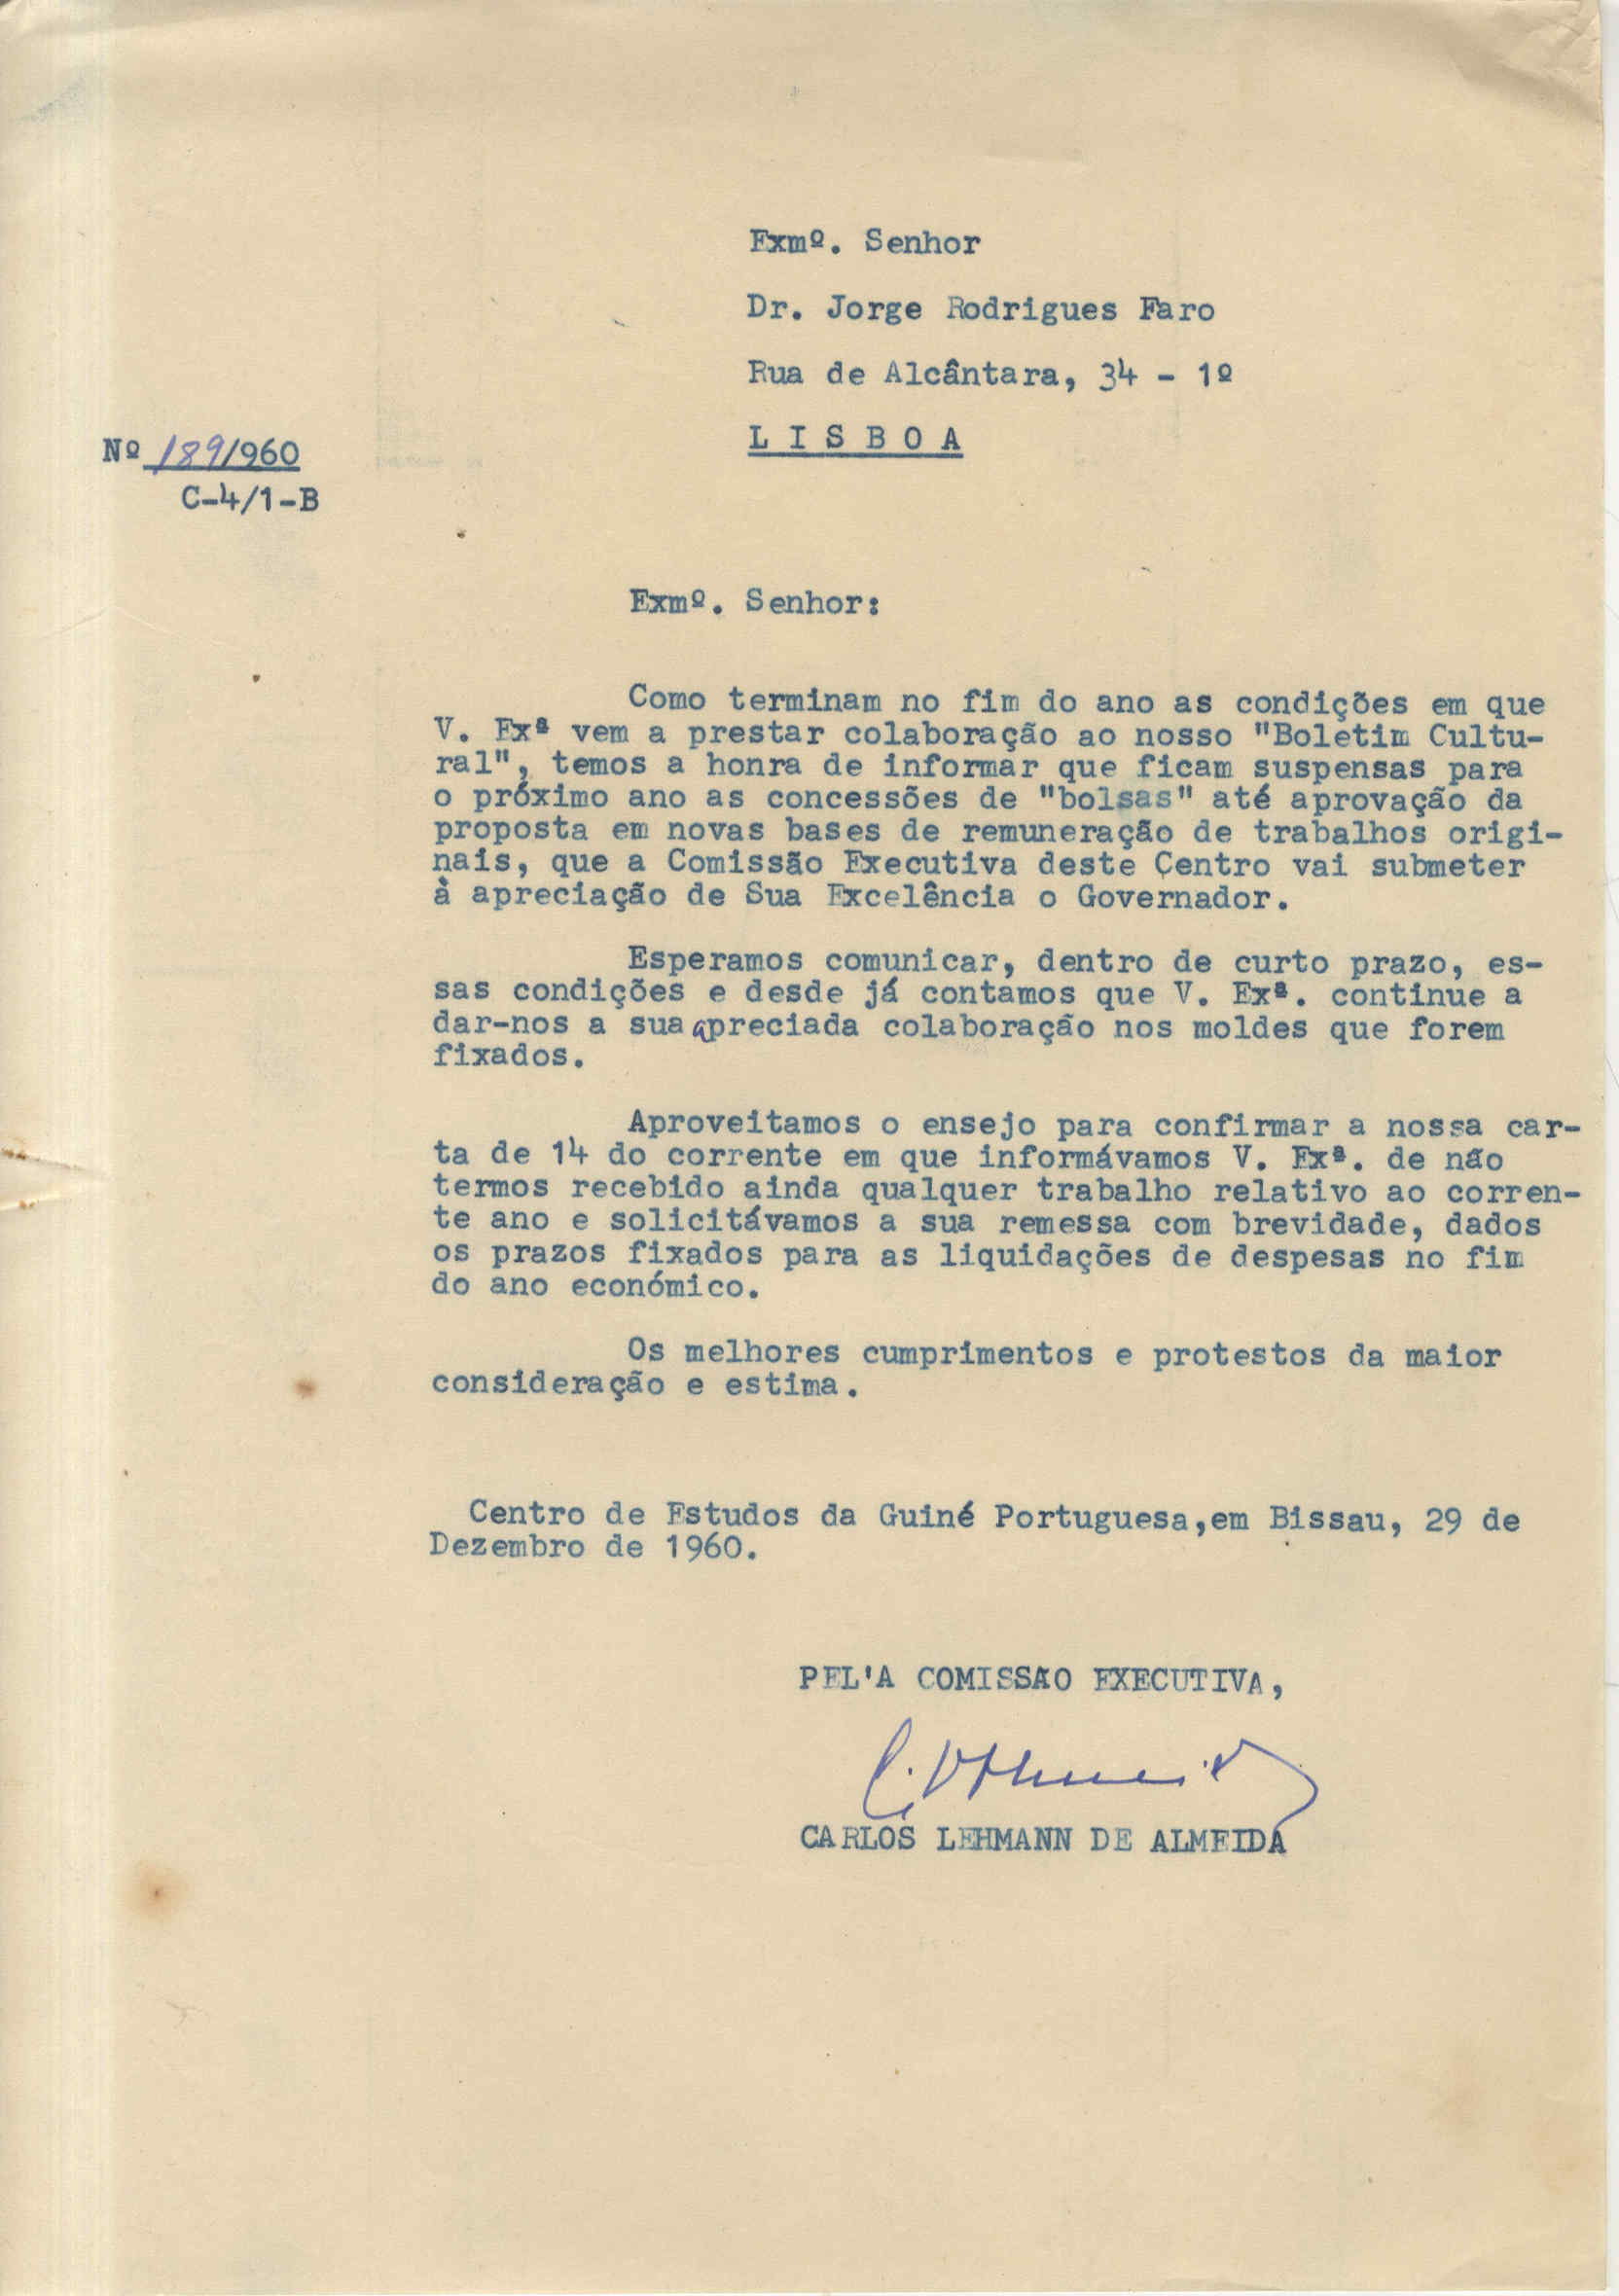 Exmº. Senhor
Dr. Jorge Rodrigues Faro
Rua de Alcântara, 34 - 1º
L I S B O A
Nº 189/960
C-4/1-B
Exmº. Senhor:
Como terminam no fim do ano as condições em que
V. Exª vem a prestar colaboração ao nosso "Boletim Cultu-
ral", temos a honra de informar que ficam suspensas para
o próximo ano as concessões de "bolsas" até aprovação da
proposta em novas bases de remuneração de trabalhos origi-
nais, que a Comissão Executiva deste Centro vai submeter
à apreciação de Sua Excelência o Governador.
Esperamos comunicar, dentro de curto prazo, es-
sas condições e desde já contamos que V. Exª. continue a
dar-nos a sua apreciada colaboração nos moldes que forem
fixados.
Aproveitamos o ensejo para confirmar a nossa car-
ta de 14 do corrente em que informávamos V. Exª. de não
termos recebido ainda qualquer trabalho relativo ao corren-
te ano e solicitávamos a sua remessa com brevidade, dados
os prazos fixados para as liquidações de despesas no fim
do ano económico.
Os melhores cumprimentos e protestos da maior
consideração e estima.
Centro de Estudos da Guiné Portuguesa,em Bissau, 29 de
Dezembro de 1960.
PEL'A COMISSÃO EXECUTIVA,
CARLOS LEHMANN DE ALMEIDA